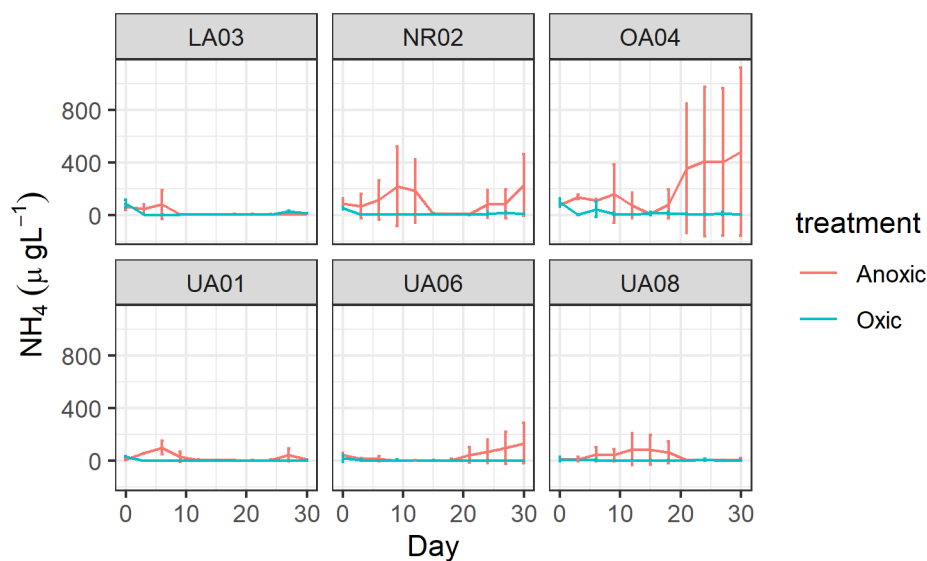 LA03 NR02 OA04
800
400
0
UA01 UA06 UA08
800
400
0
0 10 20 30 0 10 20 30 0 10 20 30
Day
NH₄ (μ gL⁻¹)
treatment
Anoxic
Oxic